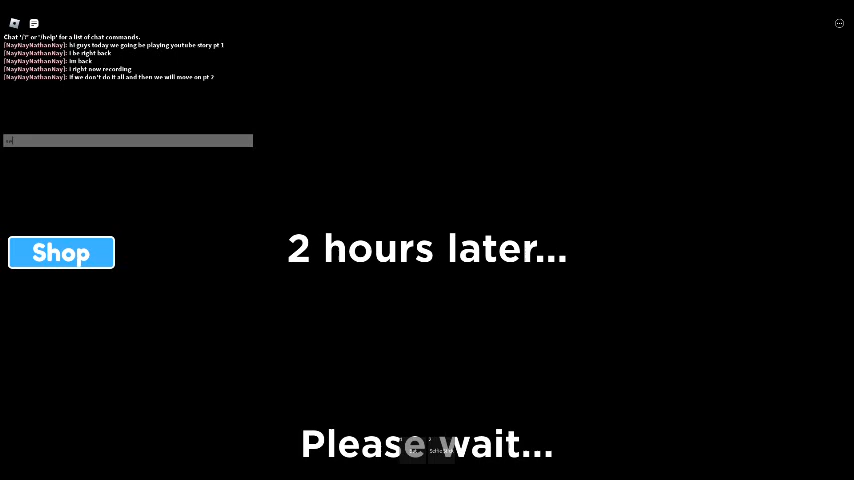 Chat '/?' or '/help' for a list of chat commands.
[NayNayNathanNay]: hi guys today we going be playing youtube story pt 1
[NayNayNathanNay]: i be right back
[NayNayNathanNay]: im back
[NayNayNathanNay]: i right now recording
[NayNayNathanNay]: If we don't do it all and then we will move on pt 2
Shop
2 hours later...
Please wait...